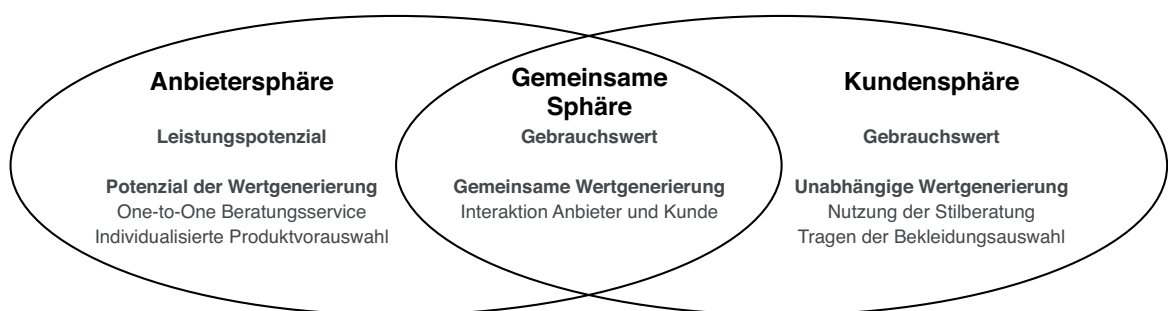 Anbietersphäre
Leistungspotenzial
Potenzial der Wertgenerierung
One-to-One Beratungsservice
Individualisierte Produktvorauswahl
Gemeinsame
Sphäre
Gebrauchswert
Gemeinsame Wertgenerierung
Interaktion Anbieter und Kunde
Kundensphäre
Gebrauchswert
Unabhängige Wertgenerierung
Nutzung der Stilberatung
Tragen der Bekleidungsauswahl